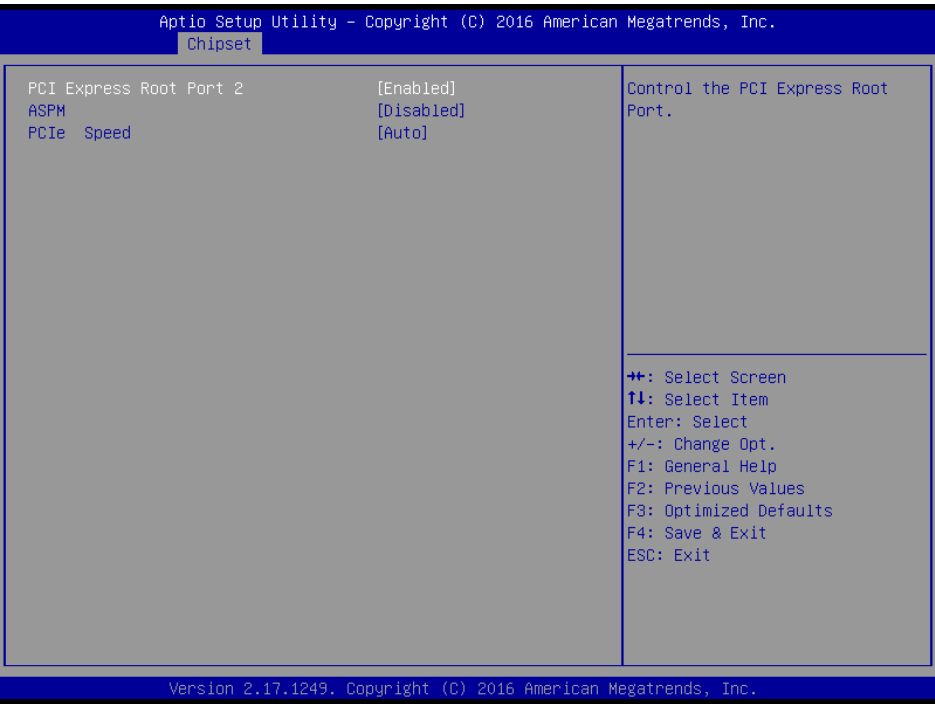 Aptio Setup Utility – Copyright (C) 2016 American Megatrends, Inc.
Chipset
PCI Express Root Port 2 [Enabled]
ASPM [Disabled]
PCIe Speed [Auto]
Control the PCI Express Root
Port.
→←: Select Screen
↑↓: Select Item
Enter: Select
+/-: Change Opt.
F1: General Help
F2: Previous Values
F3: Optimized Defaults
F4: Save & Exit
ESC: Exit
Version 2.17.1249. Copyright (C) 2016 American Megatrends, Inc.